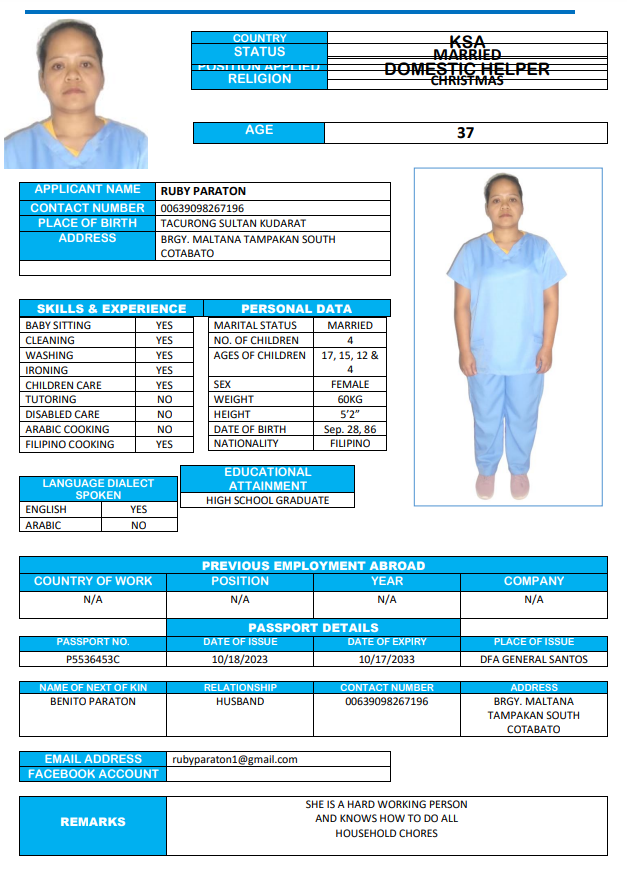 COUNTRY KSA
STATUS MARRIED
POSITION APPLIED DOMESTIC HELPER
RELIGION CHRISTMAS
AGE 37
APPLICANT NAME RUBY PARATON
CONTACT NUMBER 00639098267196
PLACE OF BIRTH TACURONG SULTAN KUDARAT
ADDRESS BRGY. MALTANA TAMPAKAN SOUTH
COTABATO
SKILLS & EXPERIENCE
BABY SITTING YES
CLEANING YES
WASHING YES
IRONING YES
CHILDREN CARE YES
TUTORING NO
DISABLED CARE NO
ARABIC COOKING NO
FILIPINO COOKING YES
PERSONAL DATA
MARITAL STATUS MARRIED
NO. OF CHILDREN 4
AGES OF CHILDREN 17, 15, 12 &
4
SEX FEMALE
WEIGHT 60KG
HEIGHT 5’2”
DATE OF BIRTH Sep. 28, 86
NATIONALITY FILIPINO
LANGUAGE DIALECT
SPOKEN
ENGLISH YES
ARABIC NO
EDUCATIONAL
ATTAINMENT
HIGH SCHOOL GRADUATE
PREVIOUS EMPLOYMENT ABROAD
COUNTRY OF WORK POSITION YEAR COMPANY
N/A N/A N/A N/A
PASSPORT DETAILS
PASSPORT NO. DATE OF ISSUE DATE OF EXPIRY PLACE OF ISSUE
P5536453C 10/18/2023 10/17/2033 DFA GENERAL SANTOS
NAME OF NEXT OF KIN RELATIONSHIP CONTACT NUMBER ADDRESS
BENITO PARATON HUSBAND 00639098267196 BRGY. MALTANA
TAMPAKAN SOUTH
COTABATO
EMAIL ADDRESS rubyparaton1@gmail.com
FACEBOOK ACCOUNT
REMARKS
SHE IS A HARD WORKING PERSON
AND KNOWS HOW TO DO ALL
HOUSEHOLD CHORES